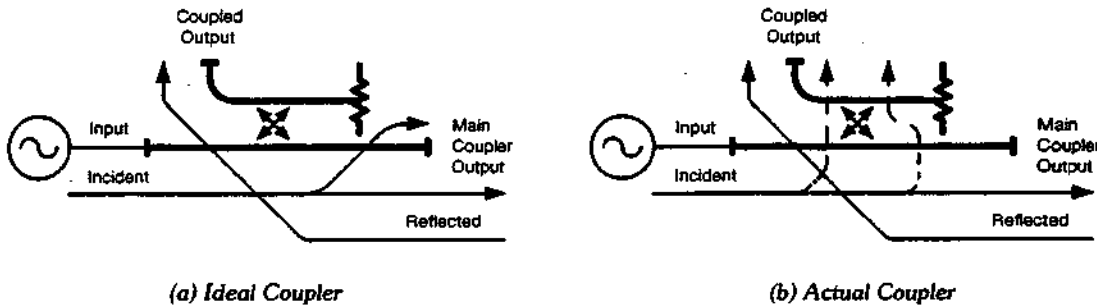 Coupled
Output
Input
Main
Coupler
Output
Incident
Reflected
(a) Ideal Coupler
Coupled
Output
Input
Main
Coupler
Output
Incident
Reflected
(b) Actual Coupler